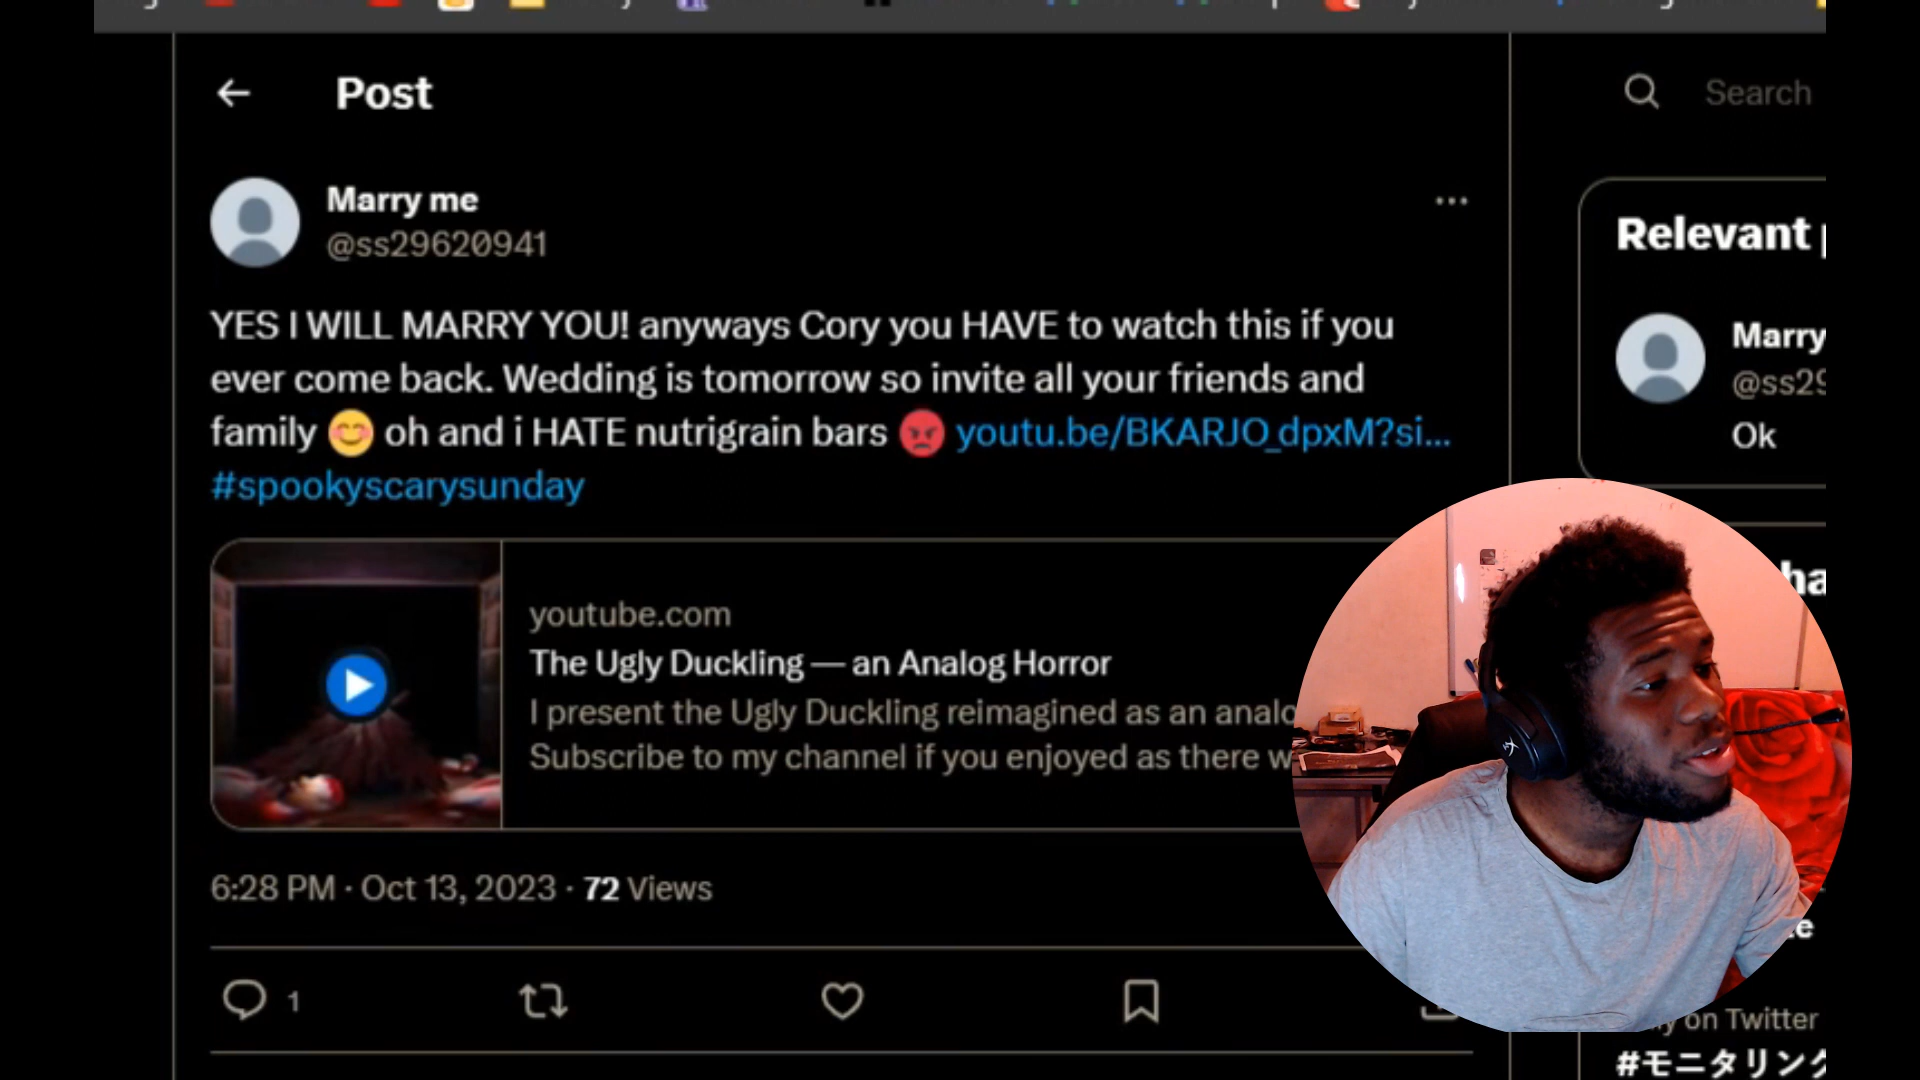 Post
Search
Marry me
@ss29620941
YES I WILL MARRY YOU! anyways Cory you HAVE to watch this if you
ever come back. Wedding is tomorrow so invite all your friends and
family 😊 oh and i HATE nutrigrain bars 😡 youtu.be/BKARJO_dpxM?si...
#spookyscarysunday
youtube.com
The Ugly Duckling — an Analog Horror
I present the Ugly Duckling reimagined as an analo
Subscribe to my channel if you enjoyed as there w
6:28 PM · Oct 13, 2023 · 72 Views
1
Relevant
Marry
@ss29
Ok
ha
on Twitter
#モニタリング